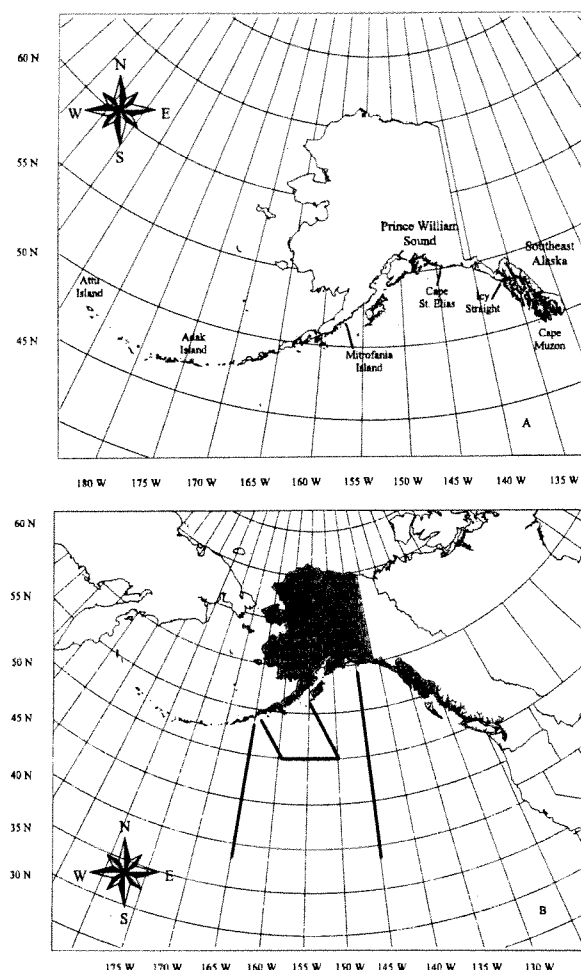 60 N
N
W E
S
55 N
50 N
45 N
Prince William
Sound
Southeast
Alaska
Attu
Island
Cape
St. Elias
Icy
Straight
Asiak
Island
Mitrofania
Island
Cape
Muzon
A
180 W 175 W 170 W 165 W 160 W 155 W 150 W 145 W 140 W 135 W
60 N
55 N
50 N
45 N
40 N
35 N
30 N
N
W E
S
B
175 W 170 W 165 W 160 W 155 W 150 W 145 W 140 W 135 W 130 W